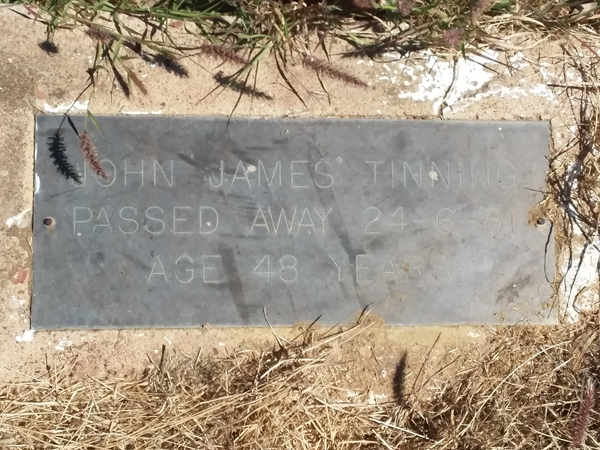 JOHN JAMES TINNING
PASSED AWAY 24-6-81
AGE 48 YEARS